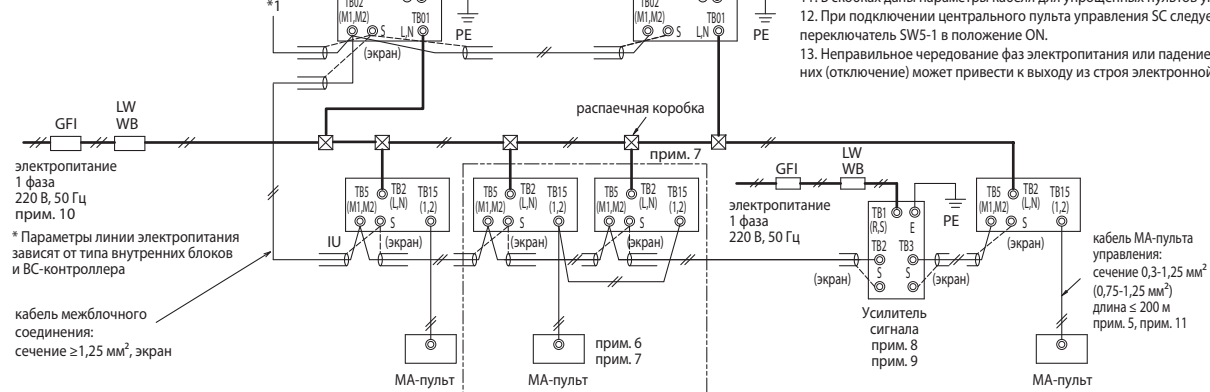 *1
TB02
(M1,M2)
S
TB01
L,N
PE
(экран)
TB02
(M1,M2)
S
TB01
L,N
PE
12. При подключении центрального пульта управления SC следуе
переключатель SW5-1 в положение ON.
13. Неправильное чередование фаз электропитания или падение
них (отключение) может привести к выходу из строя электронной
GFI
LW
WB
распаечная коробка
прим. 7
электропитание
1 фаза
220 В, 50 Гц
прим. 10
* Параметры линии электропитания
зависят от типа внутренних блоков
и BC-контроллера
кабель межблочного
соединения:
сечение ≥1,25 мм², экран
IU
TB5
(M1,M2)
TB2
(L,N)
TB15
(1,2)
S
(экран)
TB5
(M1,M2)
TB2
(L,N)
TB15
(1,2)
S
(экран)
TB5
(M1,M2)
TB2
(L,N)
TB15
(1,2)
S
(экран)
GFI
LW
WB
электропитание
1 фаза
220 В, 50 Гц
PE
TB1
(R,S)
E
TB2
TB3
S
S
(экран)
(экран)
Усилитель
сигнала
прим. 8
прим. 9
TB5
(M1,M2)
TB2
(L,N)
TB15
(1,2)
S
(экран)
кабель MA-пульта
управления:
сечение 0,3-1,25 мм²
(0,75-1,25 мм²)
длина ≤ 200 м
прим. 5, прим. 11
MA-пульт
прим. 6
прим. 7
MA-пульт
MA-пульт